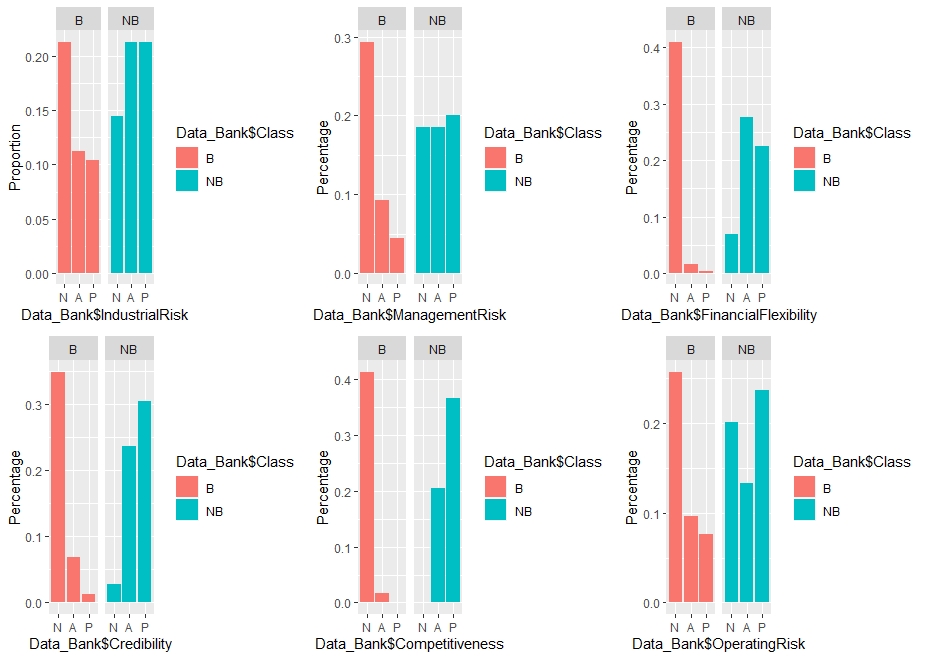 B NB
0.20
0.15
0.10
0.05
0.00
Proportion
N A P N A P
Data_Bank$IndustrialRisk
Data_Bank$Class
B
NB
B NB
0.3
0.2
0.1
0.0
Percentage
N A P N A P
Data_Bank$ManagementRisk
Data_Bank$Class
B
NB
B NB
0.4
0.3
0.2
0.1
0.0
Percentage
N A P N A P
Data_Bank$FinancialFlexibility
Data_Bank$Class
B
NB
B NB
0.3
0.2
0.1
0.0
Percentage
N A P N A P
Data_Bank$Credibility
Data_Bank$Class
B
NB
B NB
0.4
0.3
0.2
0.1
0.0
Percentage
N A P N A P
Data_Bank$Competitiveness
Data_Bank$Class
B
NB
B NB
0.2
0.1
0.0
Percentage
N A P N A P
Data_Bank$OperatingRisk
Data_Bank$Class
B
NB